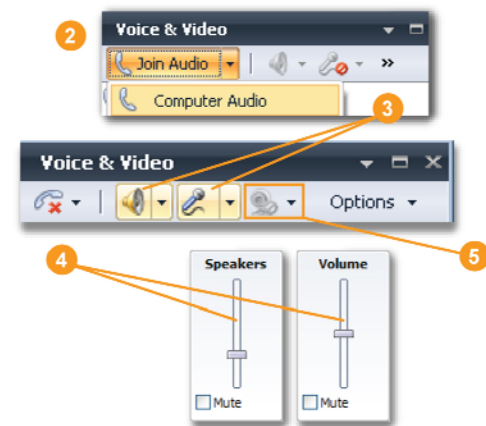 2
Voice & Video
Join Audio
»
Computer Audio
3
Voice & Video
Options
4
5
Speakers
Volume
Mute
Mute